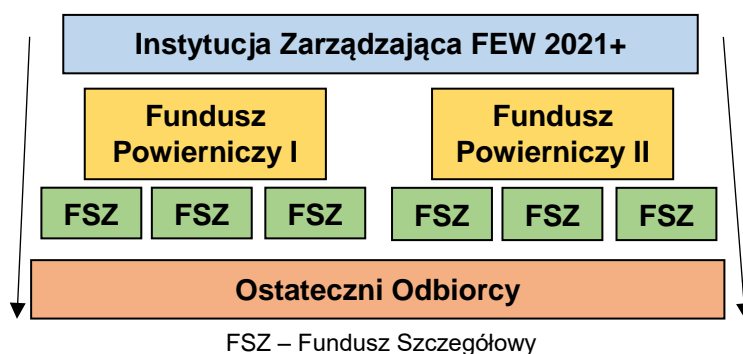 Instytucja Zarządzająca FEW 2021+
Fundusz
Powierniczy I
Fundusz
Powierniczy II
FSZ
FSZ
FSZ
FSZ
FSZ
FSZ
Ostateczni Odbiorcy
FSZ – Fundusz Szczegółowy